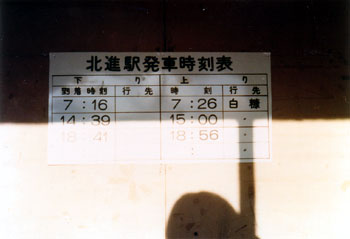 北進駅発車時刻表
下り 上り
到着時刻 行先 時刻 行先
7:16 7:26 白糠
14:39 15:00 〃
18:41 18:56 〃
: